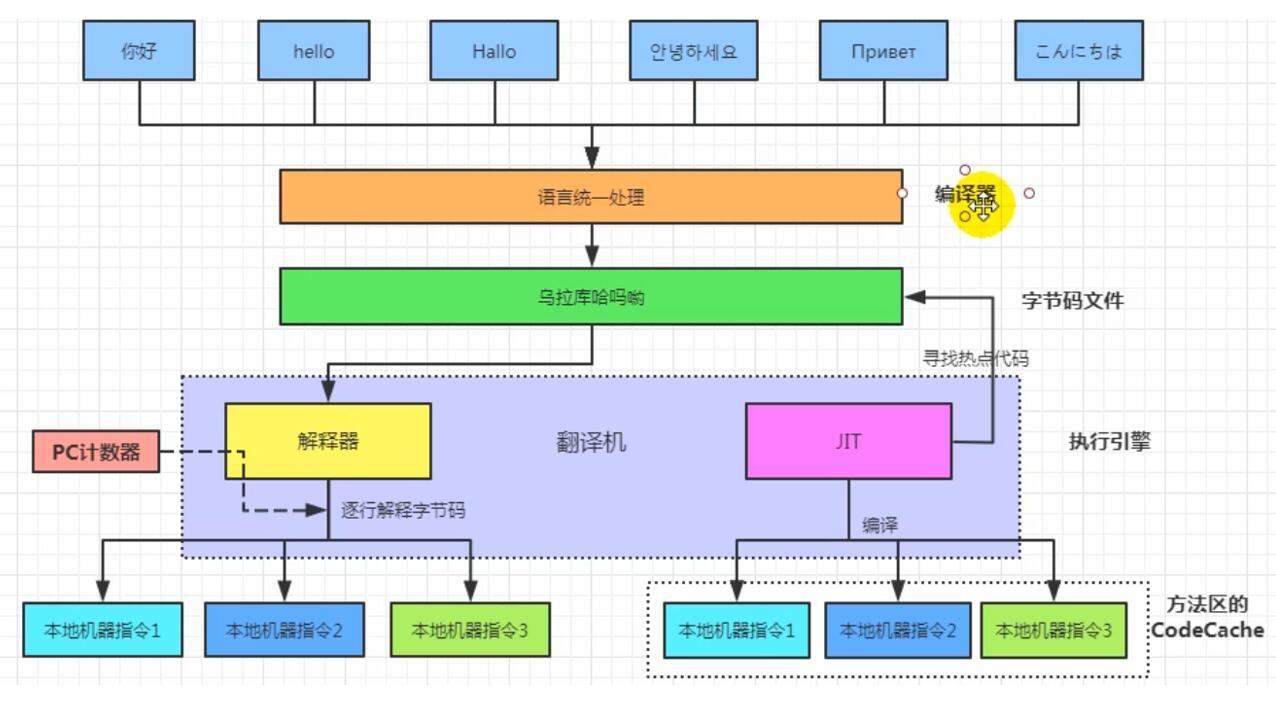 你好
hello
Hallo
안녕하세요
Привет
こんにちは
语言统一处理
编译器
乌拉库哈吗哟
字节码文件
寻找热点代码
PC计数器
解释器
翻译机
JIT
执行引擎
逐行解释字节码
编译
本地机器指令1
本地机器指令2
本地机器指令3
本地机器指令1
本地机器指令2
本地机器指令3
方法区的
CodeCache